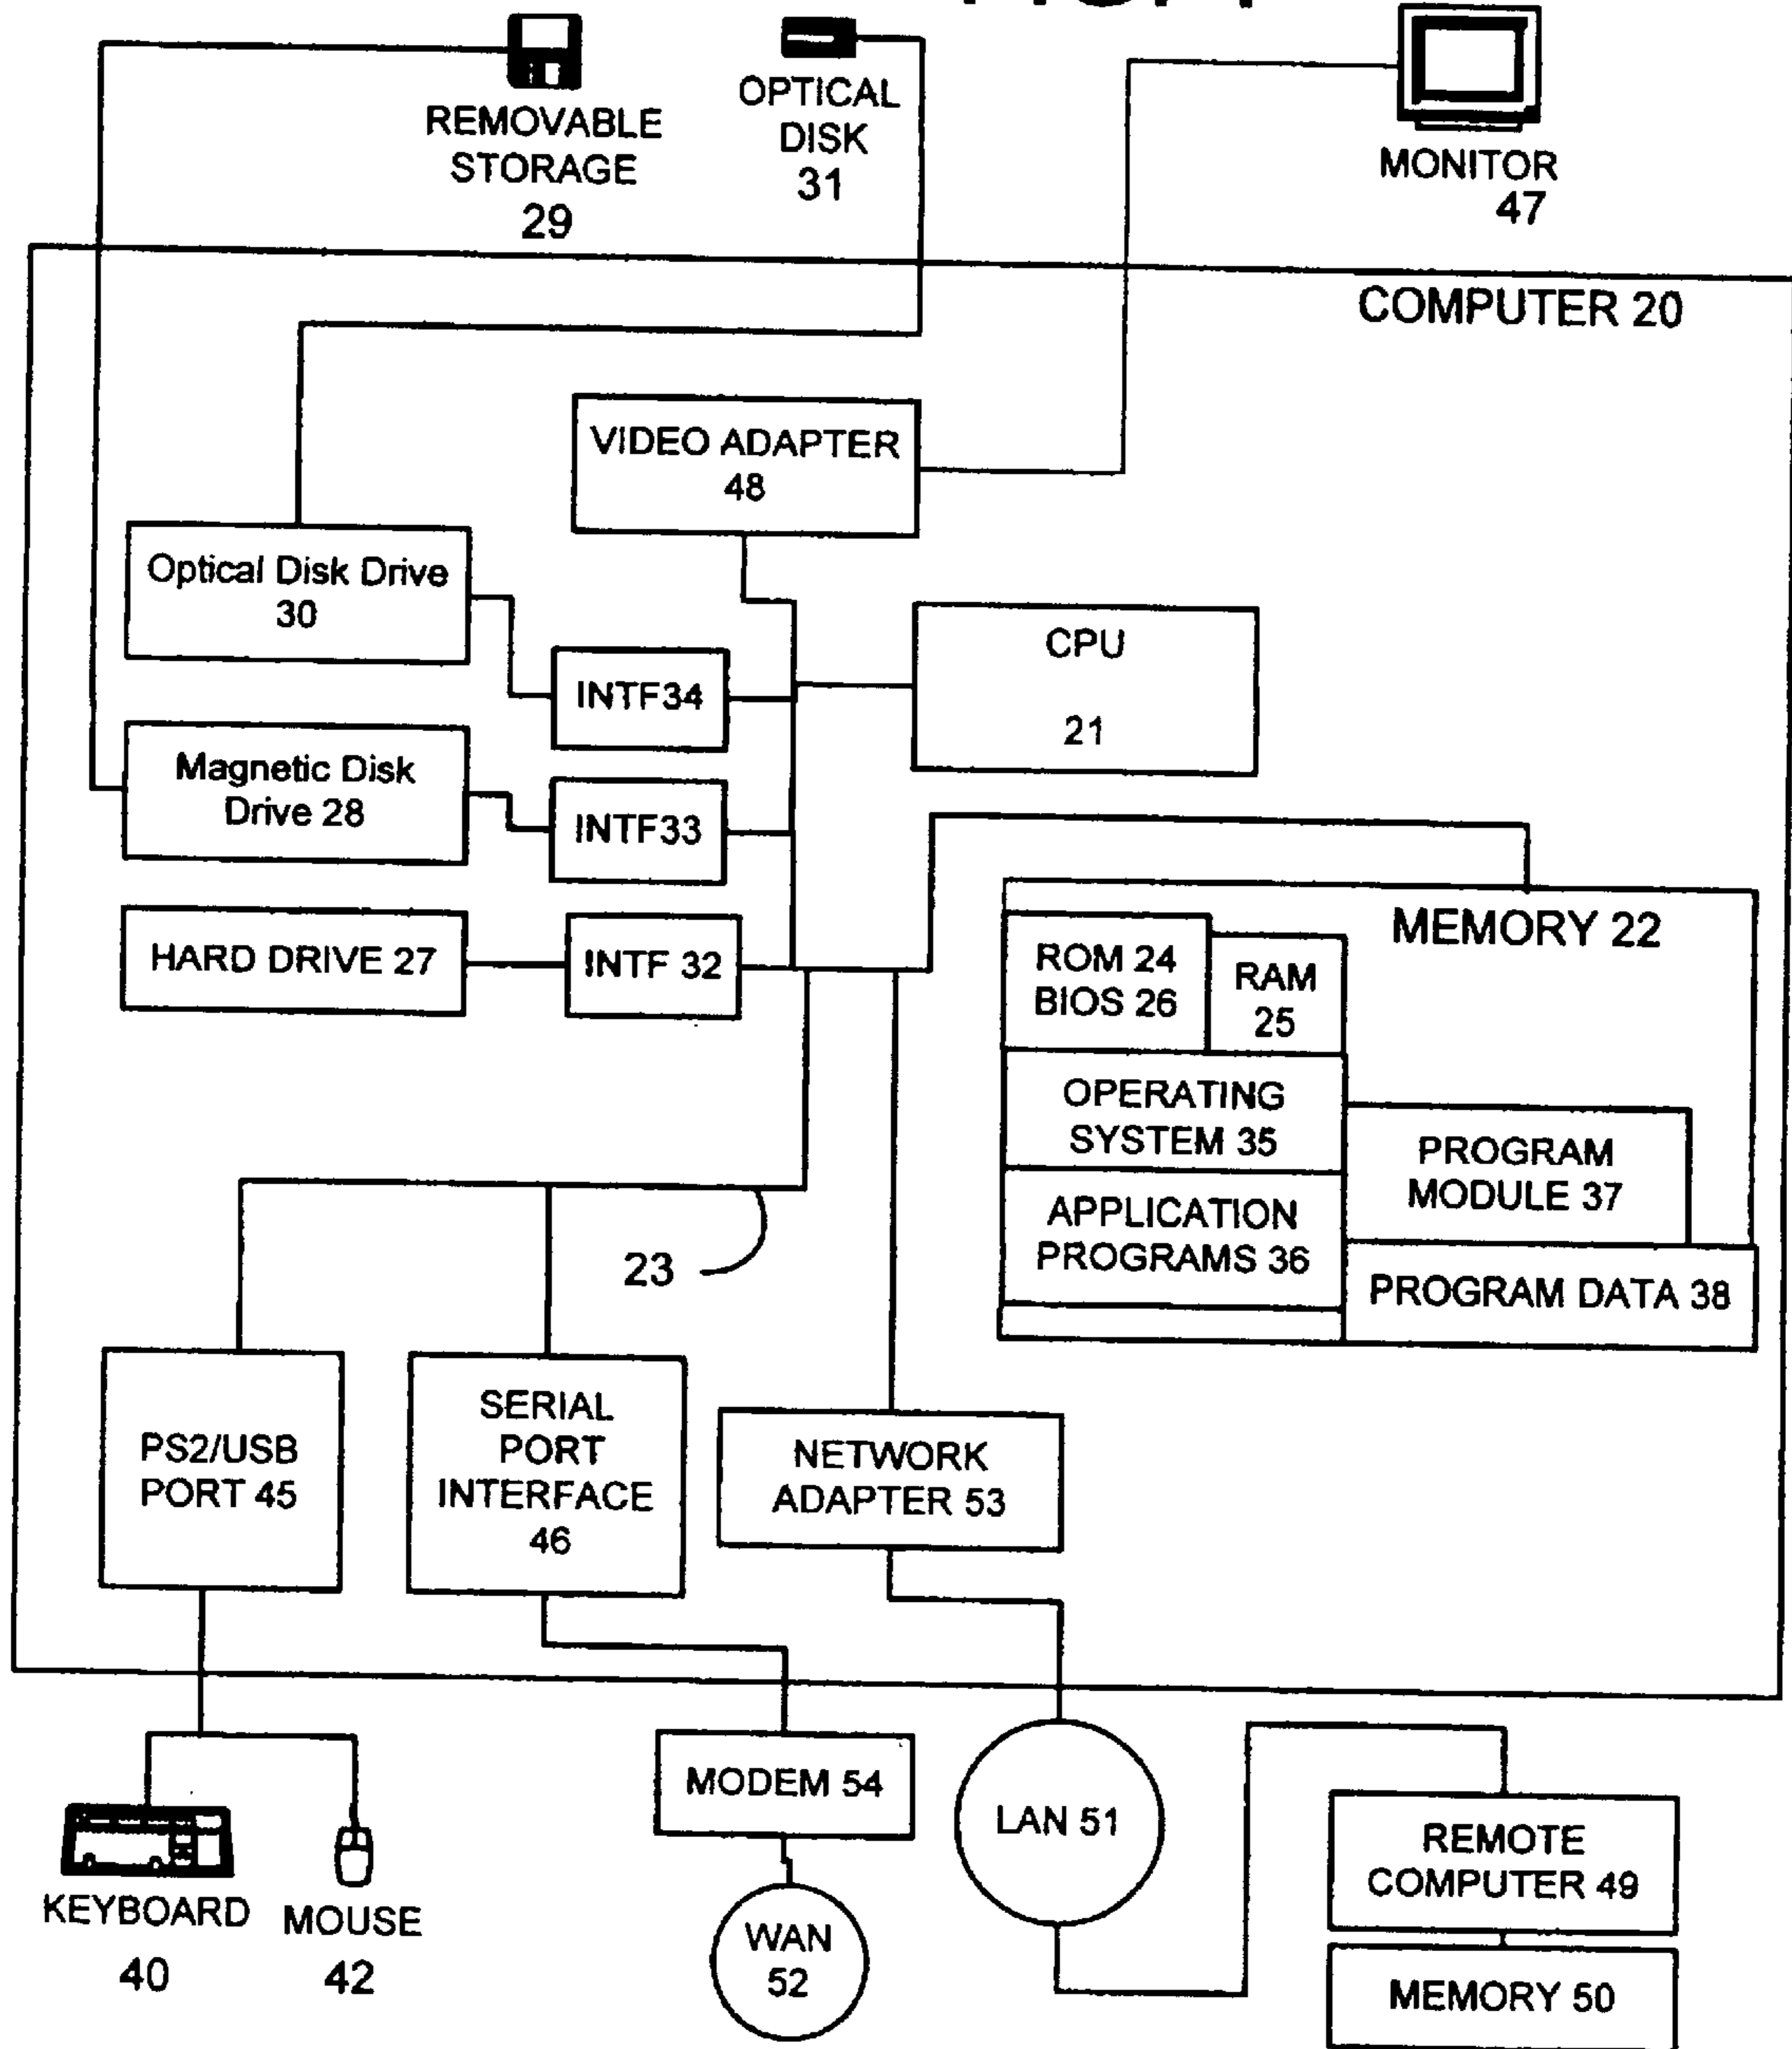 REMOVABLE
STORAGE
29
OPTICAL
DISK
31
MONITOR
47
COMPUTER 20
VIDEO ADAPTER
48
Optical Disk Drive
30
INTF34
CPU
21
Magnetic Disk
Drive 28
INTF33
HARD DRIVE 27
INTF 32
MEMORY 22
ROM 24
BIOS 26
RAM
25
OPERATING
SYSTEM 35
PROGRAM
MODULE 37
APPLICATION
PROGRAMS 36
PROGRAM DATA 38
23
PS2/USB
PORT 45
SERIAL
PORT
INTERFACE
46
NETWORK
ADAPTER 53
MODEM 54
LAN 51
REMOTE
COMPUTER 49
KEYBOARD
40
MOUSE
42
WAN
52
MEMORY 50